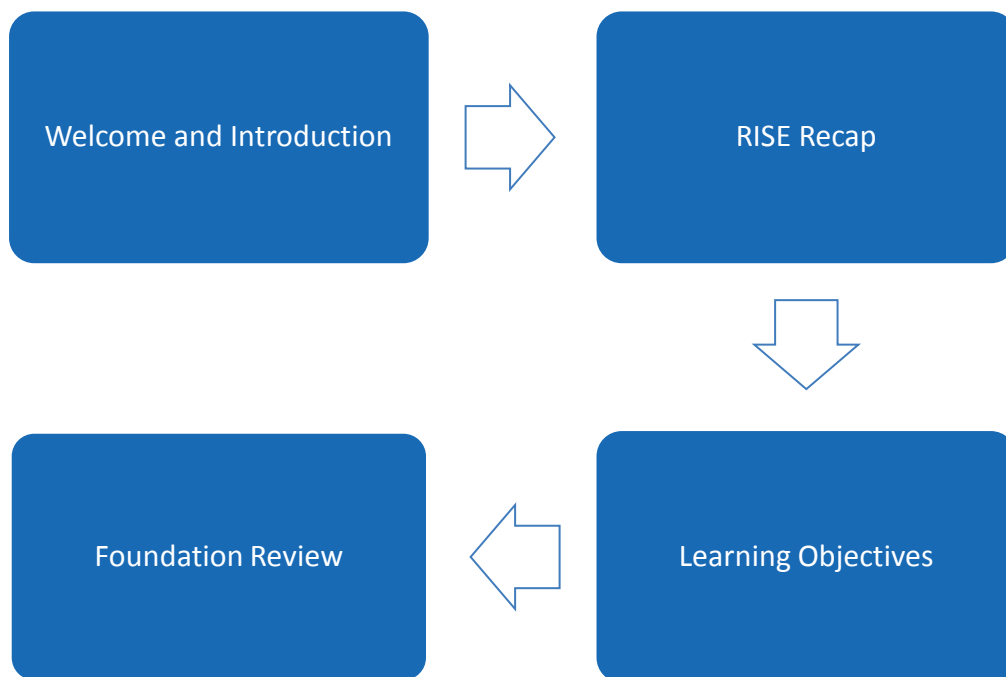 Welcome and Introduction
RISE Recap
Learning Objectives
Foundation Review